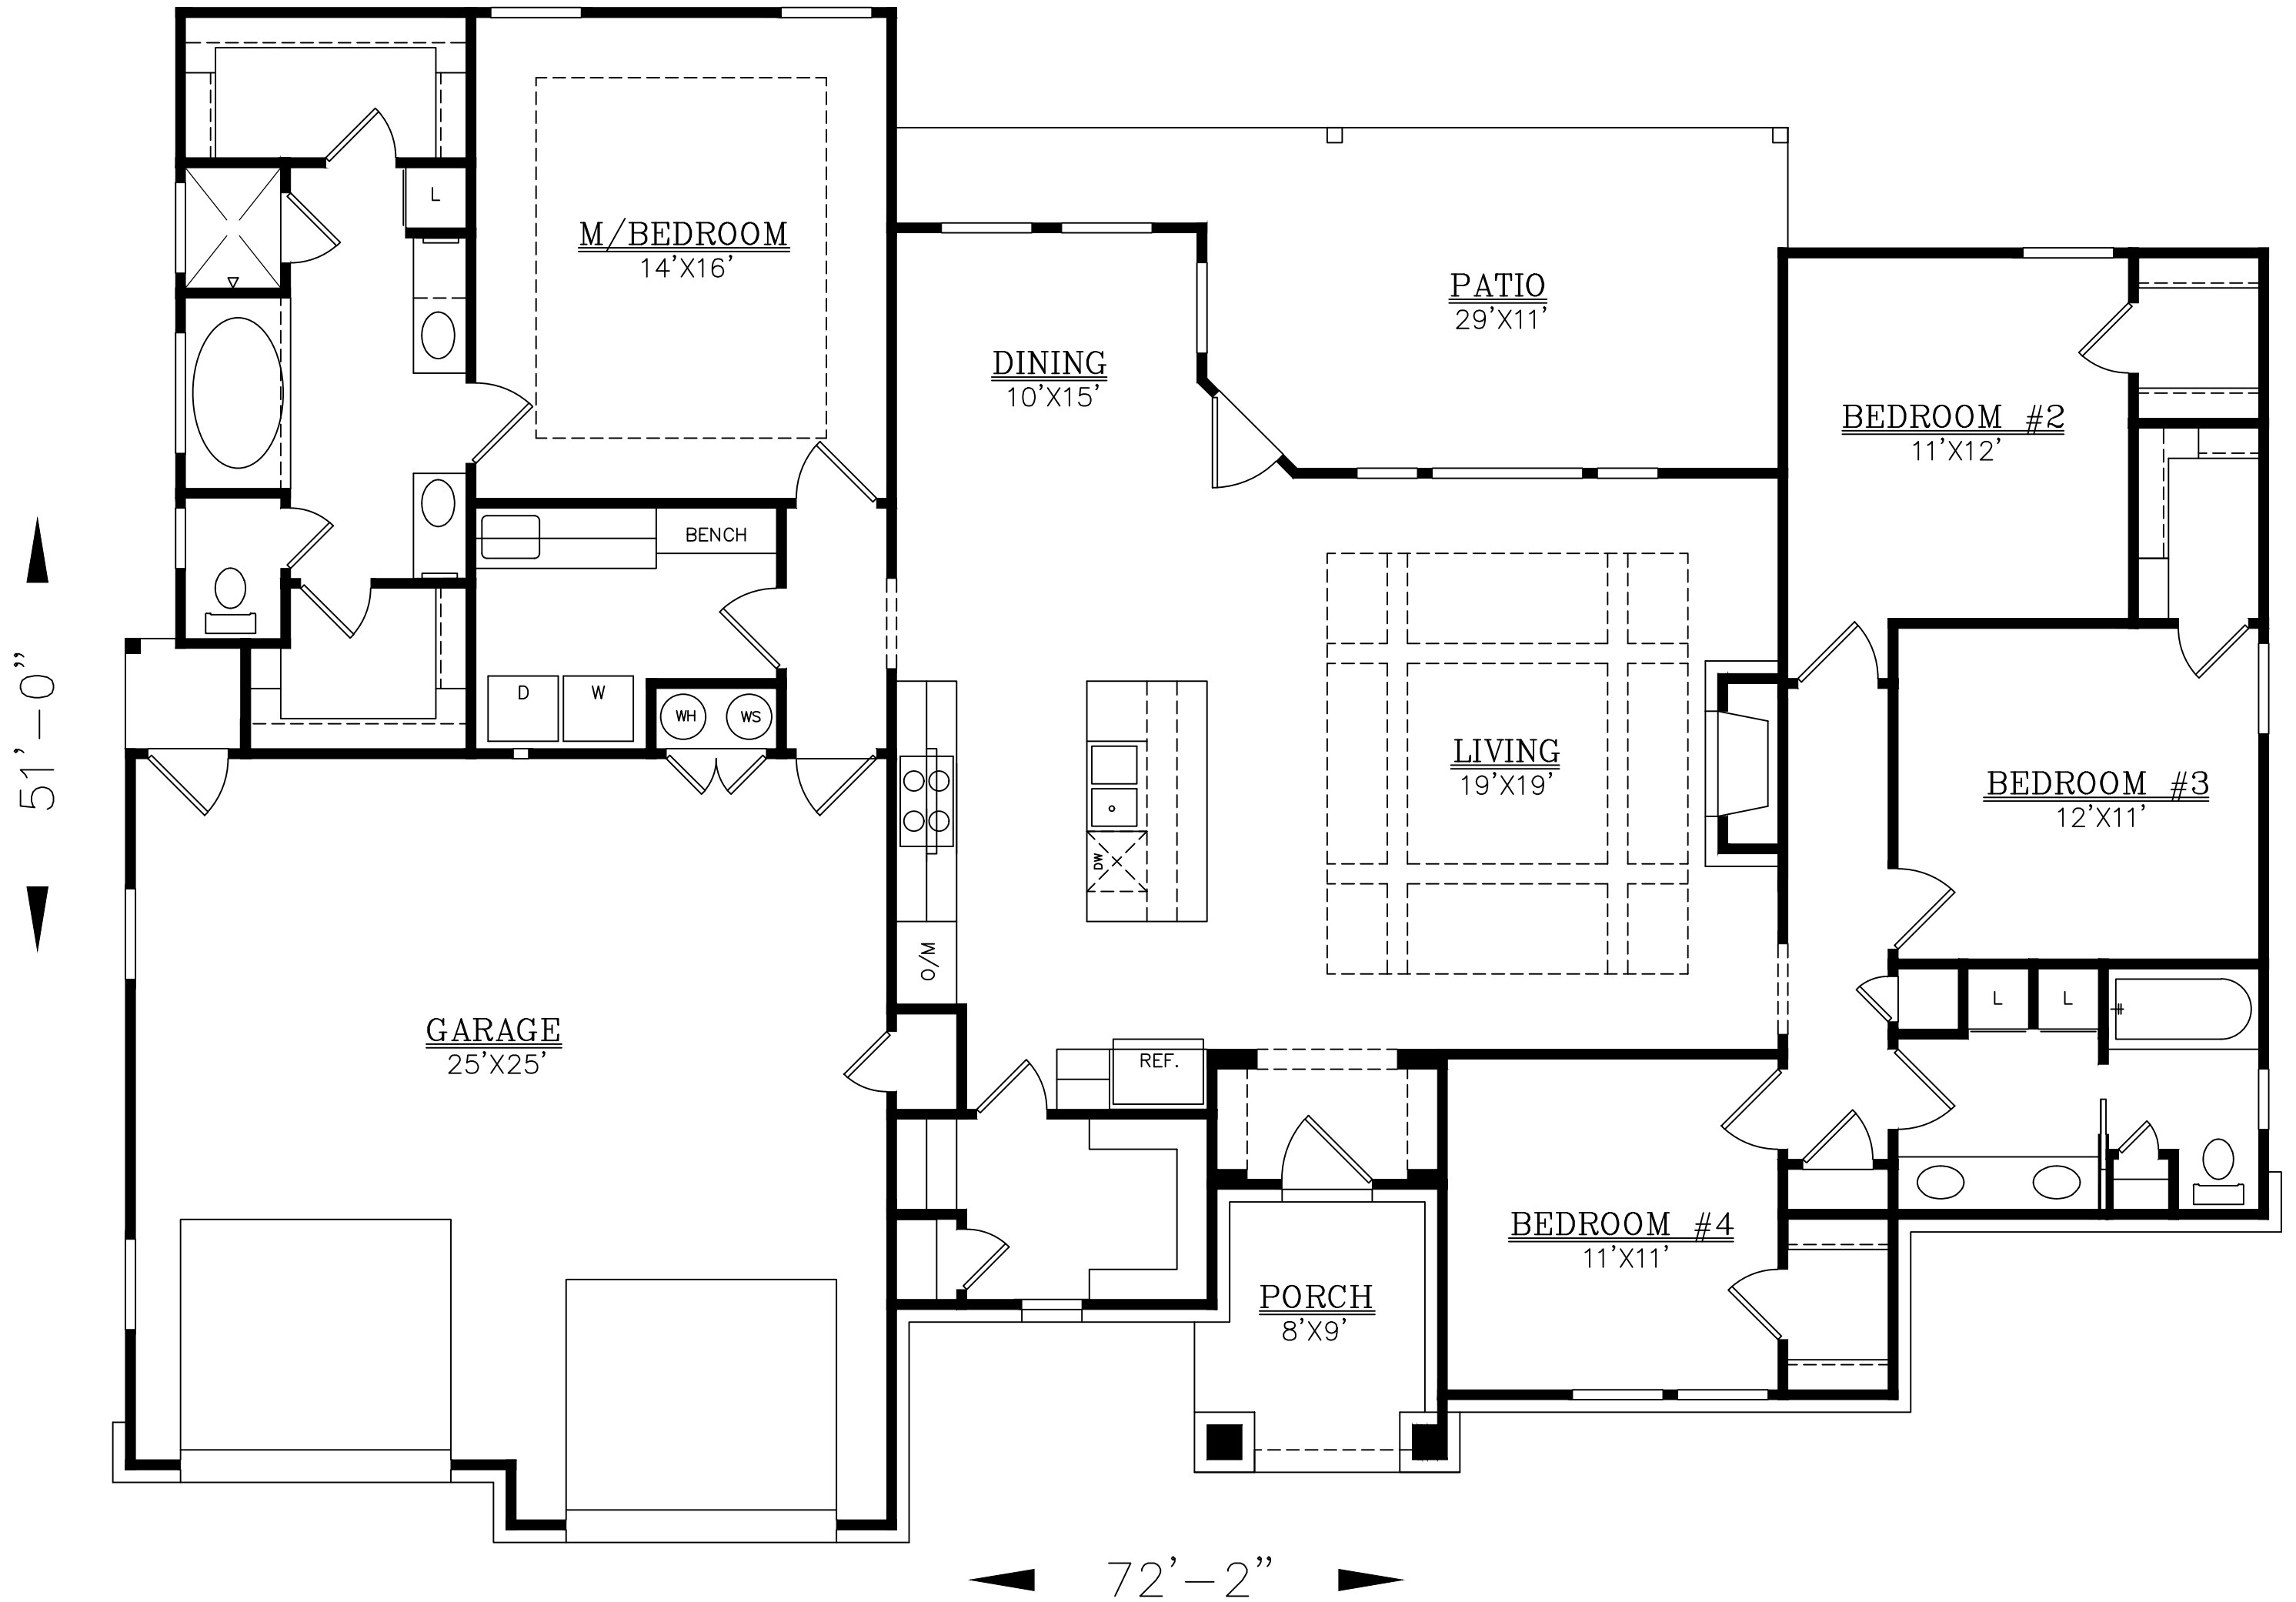 L
M/BEDROOM
14'X16'
PATIO
29'X11'
DINING
10'X15'
BEDROOM #2
11'X12'
BENCH
D
W
WH
WS
51'-0"
LIVING
19'X19'
BEDROOM #3
12'X11'
DW
O/M
L
L
GARAGE
25'X25'
REF.
BEDROOM #4
11'X11'
PORCH
8'X9'
72'-2"